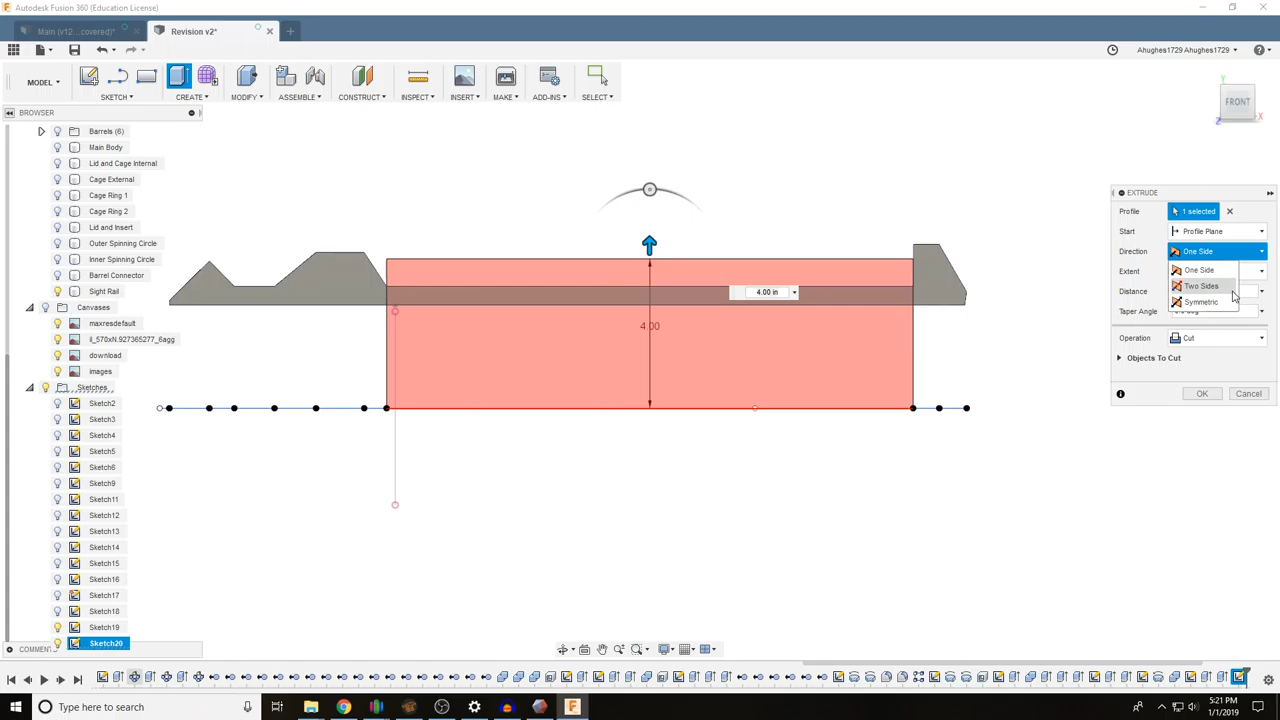 Autodesk Fusion 360 (Education License)
Main (v12...covered)*
Revision v2*
Ahughes1729 Ahughes1729
MODEL
SKETCH
CREATE
MODIFY
ASSEMBLE
CONSTRUCT
INSPECT
INSERT
MAKE
ADD-INS
SELECT
BROWSER
FRONT
Y
X
Z
Barrels (6)
Main Body
Lid and Cage Internal
Cage External
Cage Ring 1
Cage Ring 2
Lid and Insert
Outer Spinning Circle
Inner Spinning Circle
Barrel Connector
Sight Rail
Canvases
maxresdefault
il_570xN.927365277_6agg
download
images
Sketches
Sketch2
Sketch3
Sketch4
Sketch5
Sketch6
Sketch9
Sketch11
Sketch12
Sketch13
Sketch14
Sketch15
Sketch16
Sketch17
Sketch18
Sketch19
Sketch20
4.00 in
4.00
EXTRUDE
Profile 1 selected
Start Profile Plane
Direction One Side
One Side
Extent
Two Sides
Distance
Symmetric
Taper Angle
Operation Cut
Objects To Cut
OK Cancel
COMMENTS
Type here to search
5:21 PM
1/1/2019